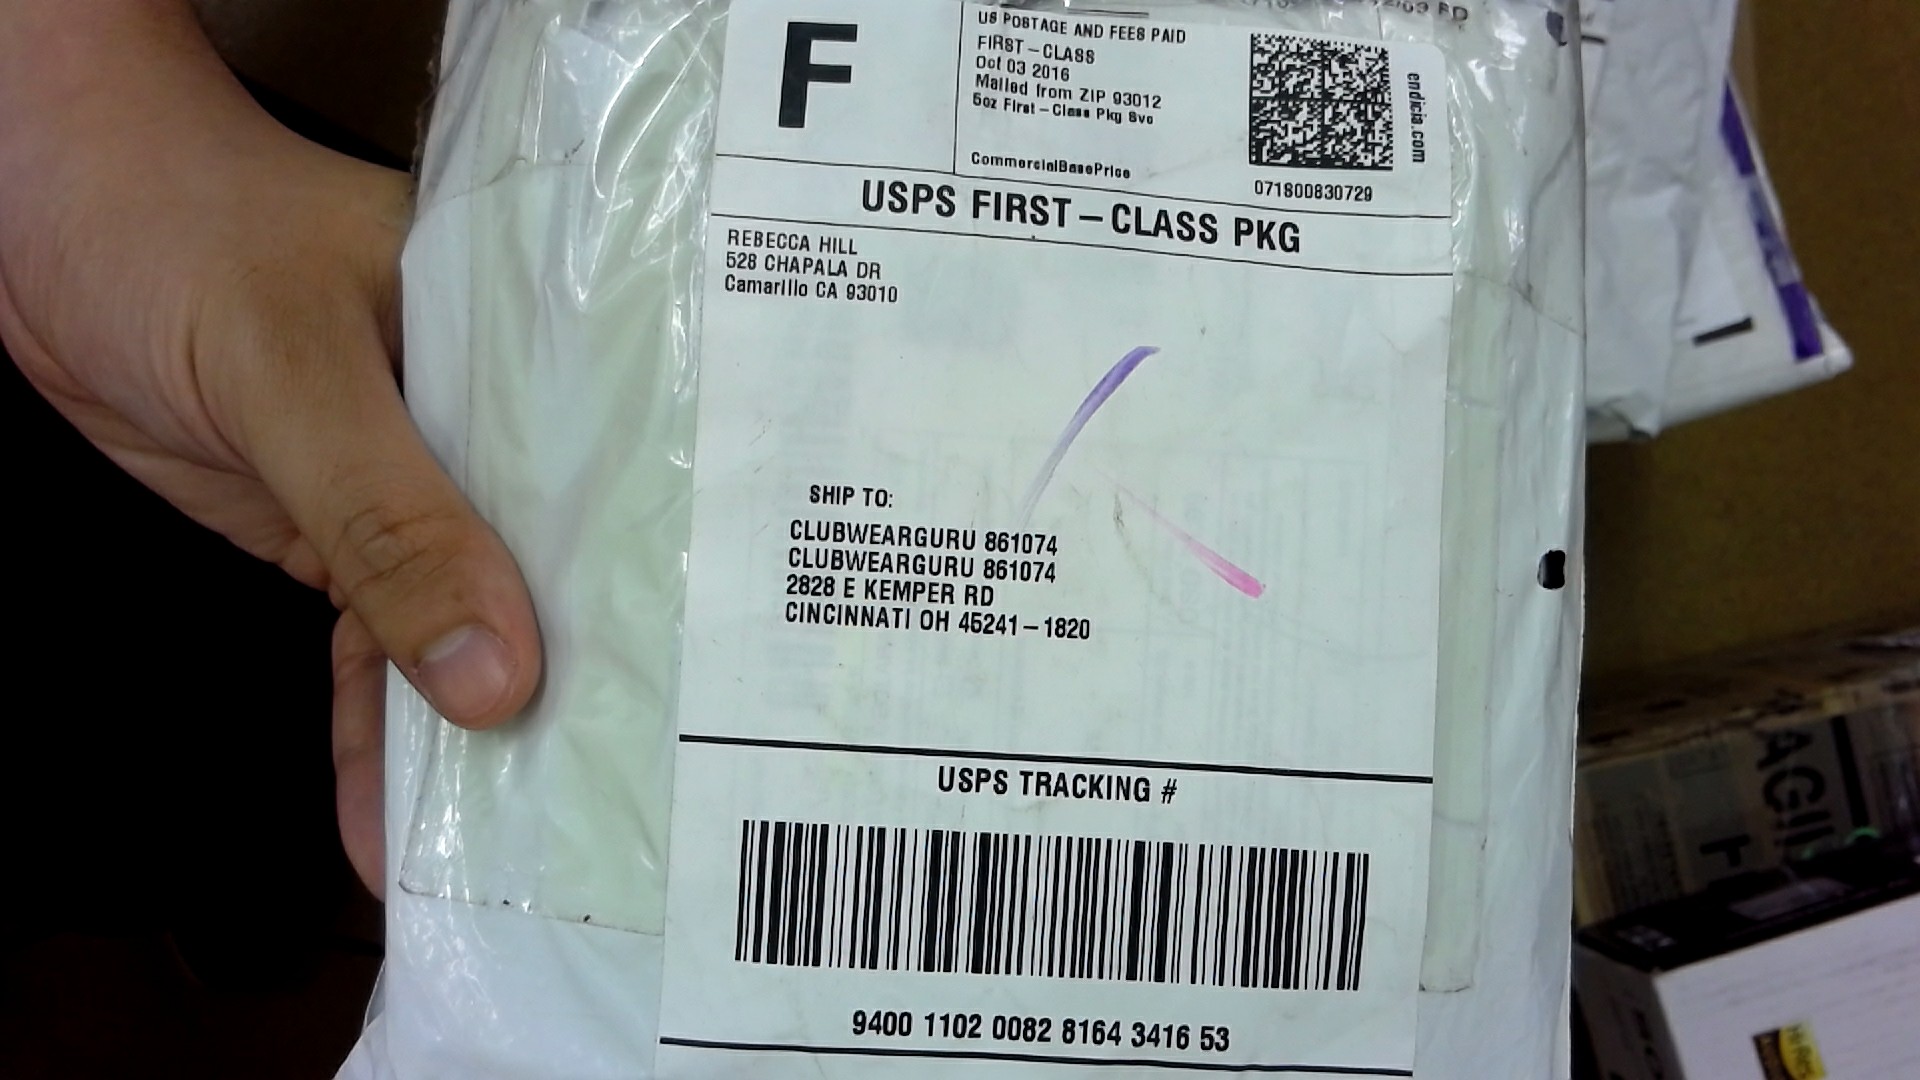 F
US POSTAGE AND FEES PAID
FIRST-CLASS
Oct 03 2016
Mailed from ZIP 93012
5oz First-Class Pkg Svc
CommercialBasePrice
endicia.com
071S00830729
USPS FIRST-CLASS PKG
REBECCA HILL
528 CHAPALA DR
Camarillo CA 93010
SHIP TO:
CLUBWEARGURU 861074
CLUBWEARGURU 861074
2828 E KEMPER RD
CINCINNATI OH 45241-1820
USPS TRACKING #
9400 1102 0082 8164 3416 53